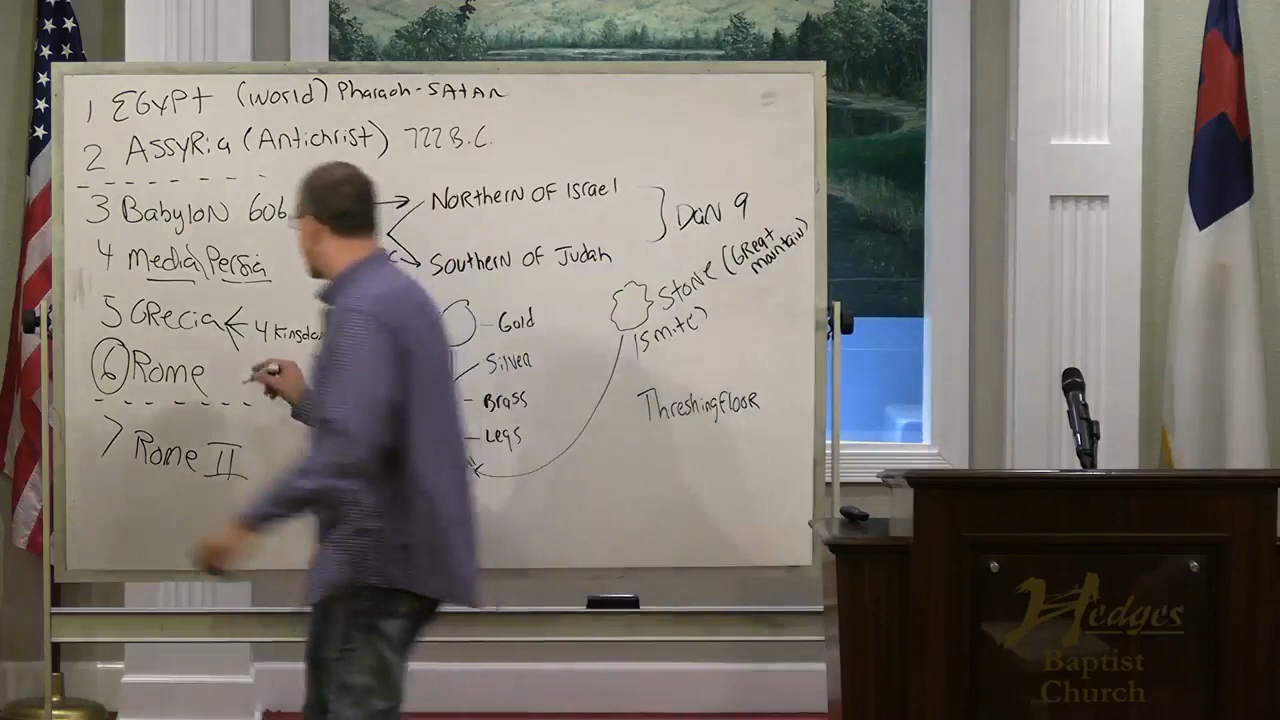 1 EGYPt (World) Pharaoh-SATAN
2 ASSYRia (Antichrist) 722 B.C.
3 Babylon 606
Northern of Israel
Southern of Judah
Dan 9
4 Media\Persia
5 GRecia
4 Kingdom
6 Rome
7 Rome II
Gold
Silver
Brass
Legs
Stone (Great
mantain)
(Smite)
Threshingfloor
Hedges
Baptist
Church